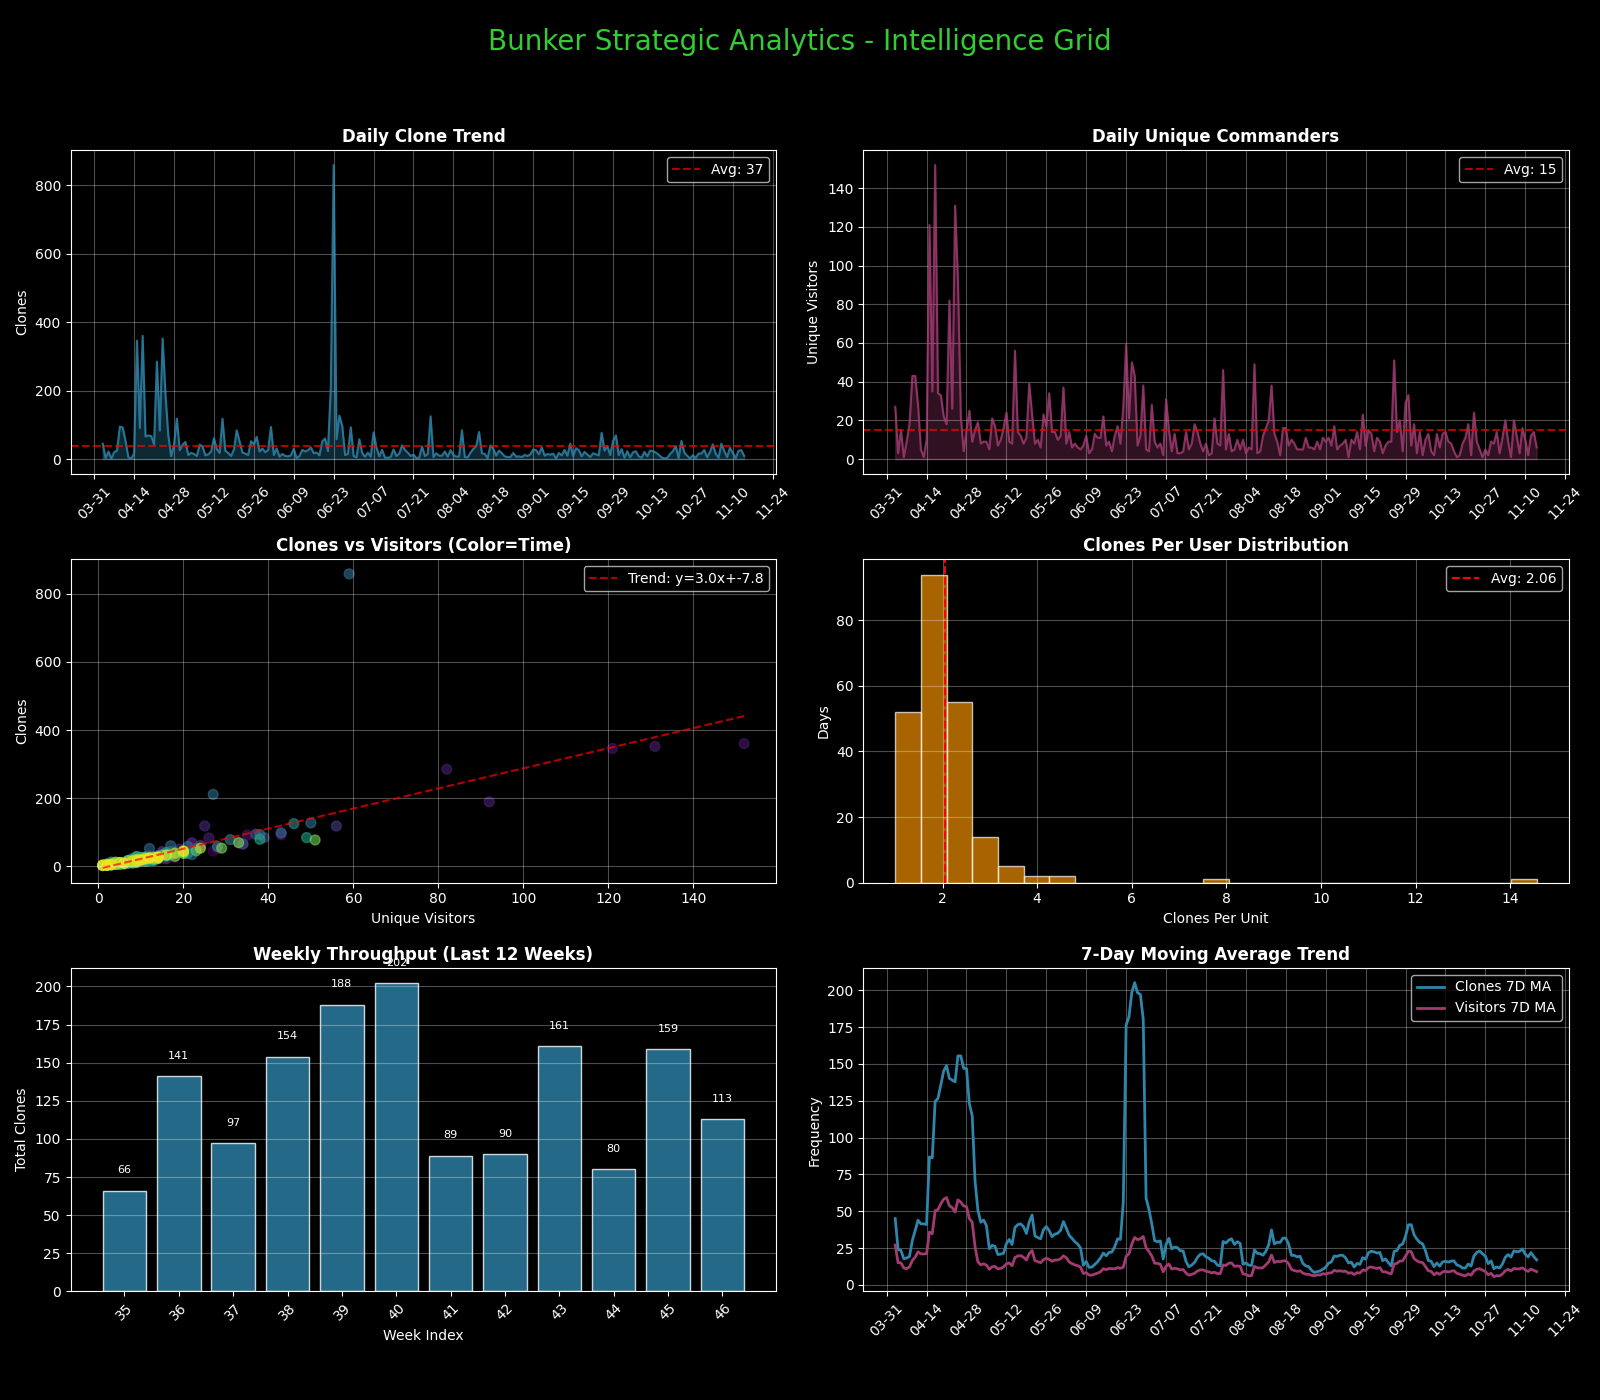 Bunker Strategic Analytics - Intelligence Grid
Daily Clone Trend
Clones
800
600
400
200
0
Avg: 37
03-31 04-14 04-28 05-12 05-26 06-09 06-23 07-07 07-21 08-04 08-18 09-01 09-15 09-29 10-13 10-27 11-10 11-24
Daily Unique Commanders
Unique Visitors
140
120
100
80
60
40
20
0
Avg: 15
03-31 04-14 04-28 05-12 05-26 06-09 06-23 07-07 07-21 08-04 08-18 09-01 09-15 09-29 10-13 10-27 11-10 11-24
Clones vs Visitors (Color=Time)
Clones
800
600
400
200
0
Trend: y=3.0x+-7.8
0 20 40 60 80 100 120 140
Unique Visitors
Clones Per User Distribution
Days
80
60
40
20
0
Avg: 2.06
2 4 6 8 10 12 14
Clones Per Unit
Weekly Throughput (Last 12 Weeks)
Total Clones
200
175
150
125
100
75
50
25
0
66 141 97 154 188 202 89 90 161 80 159 113
35 36 37 38 39 40 41 42 43 44 45 46
Week Index
7-Day Moving Average Trend
Frequency
200
175
150
125
100
75
50
25
0
Clones 7D MA
Visitors 7D MA
03-31 04-14 04-28 05-12 05-26 06-09 06-23 07-07 07-21 08-04 08-18 09-01 09-15 09-29 10-13 10-27 11-10 11-24